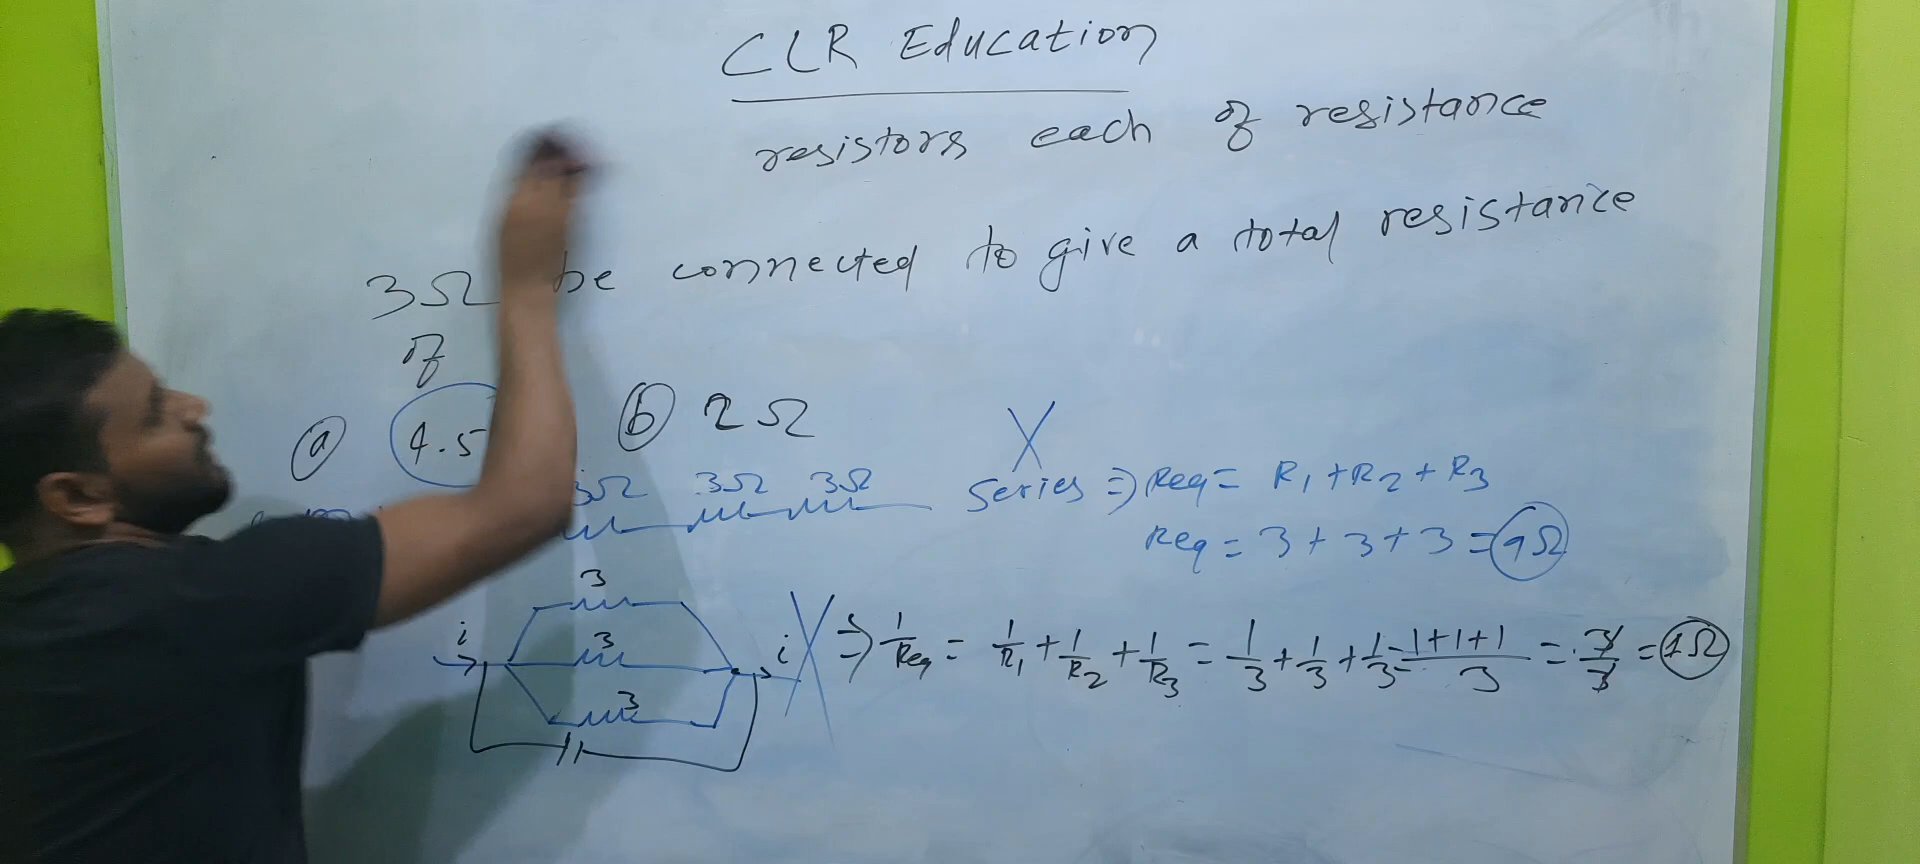 CLR Education
resistors each of resistance
3Ω be connected to give a total resistance
of
(a) 4.5 (b) 2Ω
3Ω 3Ω 3Ω Series ⇒ Req = R1 + R2 + R3
Req = 3 + 3 + 3 = 9Ω
3
i 3 i ⇒ 1/Req = 1/R1 + 1/R2 + 1/R3 = 1/3 + 1/3 + 1/3 = 1+1+1/3 = 3/3 = 1Ω
3